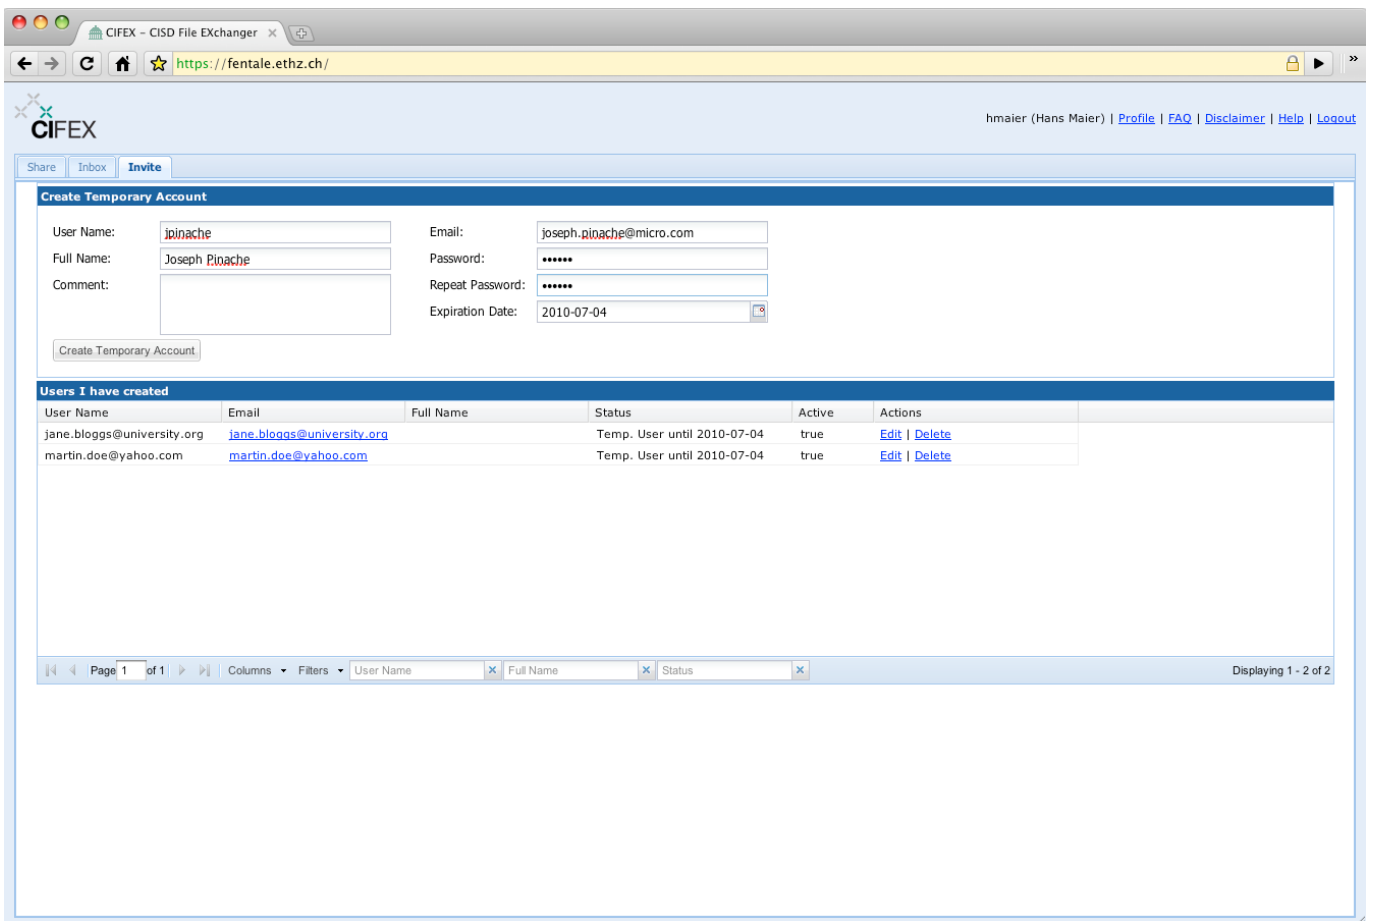 CIFEX – CISD File EXchanger
https://fentale.ethz.ch/
»
CIFEX
hmaier (Hans Maier) | Profile | FAQ | Disclaimer | Help | Logout
Share Inbox Invite
Create Temporary Account
User Name: jpinache Email: joseph.pinache@micro.com
Full Name: Joseph Pinache Password: ••••••
Comment: Repeat Password: ••••••
Expiration Date: 2010-07-04
Create Temporary Account
Users I have created
User Name Email Full Name Status Active Actions
jane.bloggs@university.org jane.bloggs@university.org Temp. User until 2010-07-04 true Edit | Delete
martin.doe@yahoo.com martin.doe@yahoo.com Temp. User until 2010-07-04 true Edit | Delete
Page 1 of 1 Columns Filters User Name Full Name Status Displaying 1 - 2 of 2